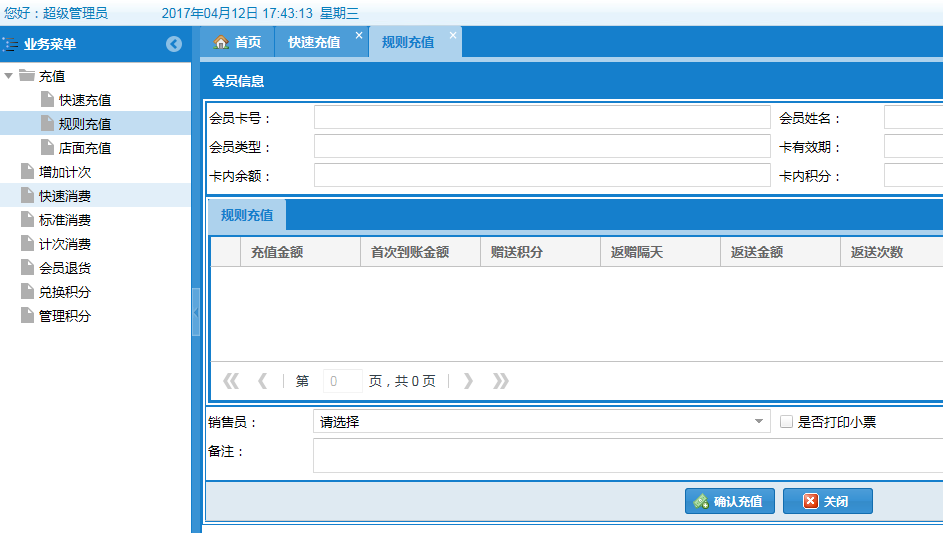 您好：超级管理员 2017年04月12日 17:43:13 星期三
业务菜单
首页 快速充值 规则充值
充值
快速充值
规则充值
店面充值
增加计次
快速消费
标准消费
计次消费
会员退货
兑换积分
管理积分
会员信息
会员卡号： 会员姓名：
会员类型： 卡有效期：
卡内余额： 卡内积分：
规则充值
充值金额 首次到账金额 赠送积分 返赠隔天 返送金额 返送次数
第 0 页，共 0 页
销售员： 请选择 是否打印小票
备注：
确认充值 关闭